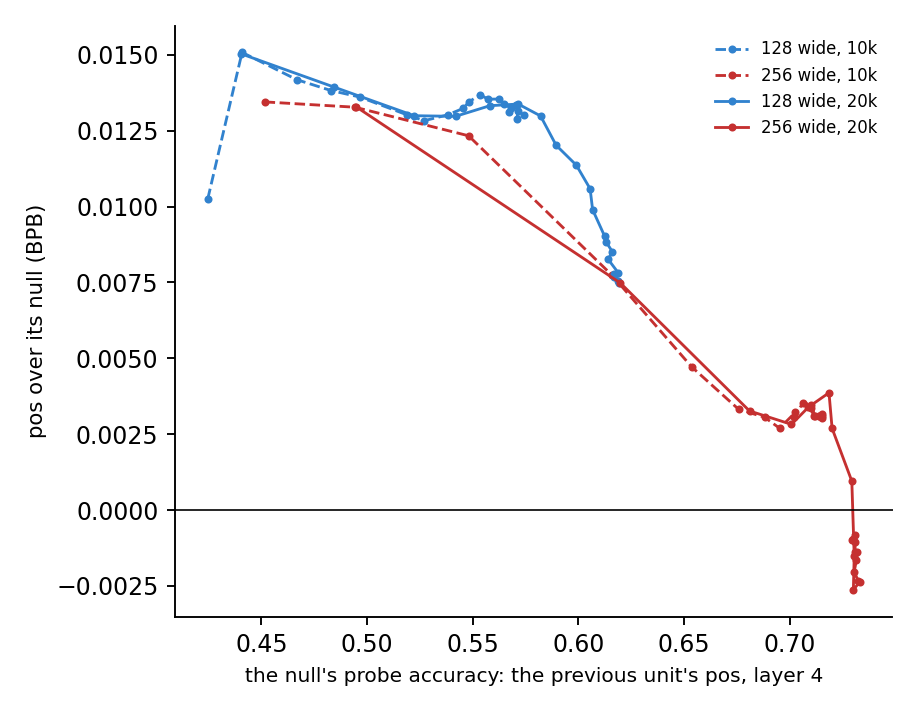 0.0150
0.0125
0.0100
0.0075
0.0050
0.0025
0.0000
−0.0025
pos over its null (BPB)
128 wide, 10k
256 wide, 10k
128 wide, 20k
256 wide, 20k
0.45 0.50 0.55 0.60 0.65 0.70
the null's probe accuracy: the previous unit's pos, layer 4